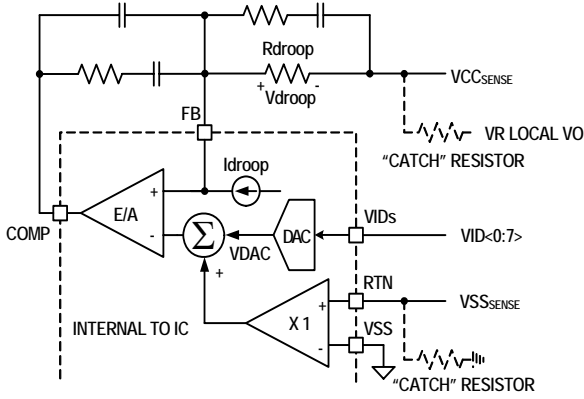 Rdroop
+ Vdroop -
VCCSENSE
FB
VR LOCAL VO
“CATCH” RESISTOR
Idroop
+
E/A
-
COMP
Σ
VDAC
DAC
VIDs
VID<0:7>
+
RTN
VSSSENSE
INTERNAL TO IC
+
X 1
-
VSS
“CATCH” RESISTOR